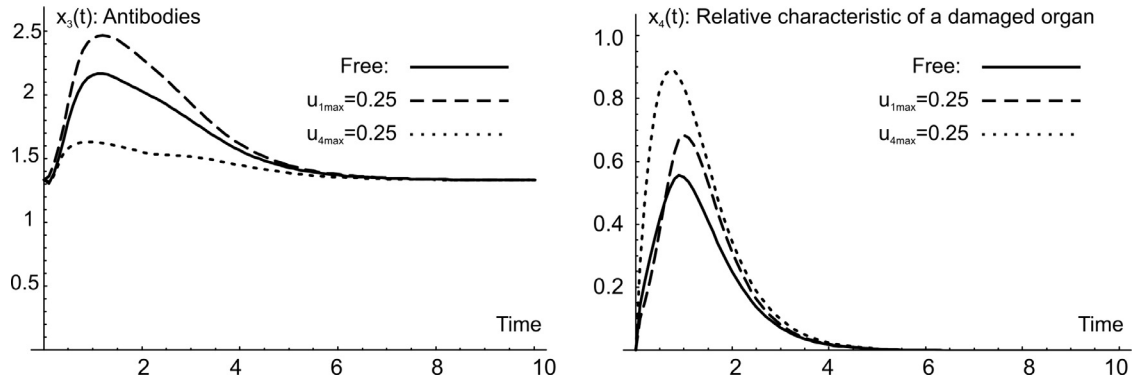 x₃(t): Antibodies
2.5
2
1.5
1
0.5
Free:
u₁ₘₐₓ=0.25
u₄ₘₐₓ=0.25
Time
2 4 6 8 10
x₄(t): Relative characteristic of a damaged organ
1.0
0.8
0.6
0.4
0.2
Free:
u₁ₘₐₓ=0.25
u₄ₘₐₓ=0.25
Time
2 4 6 8 10